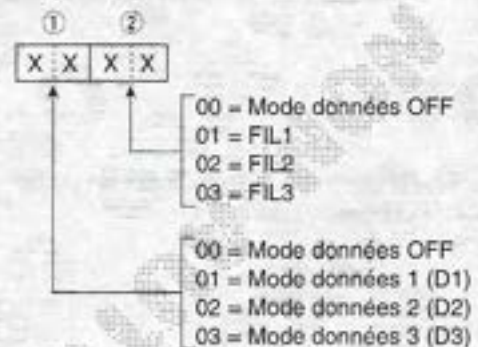 ① ②
X X X X
00 = Mode données OFF
01 = FIL1
02 = FIL2
03 = FIL3
00 = Mode données OFF
01 = Mode données 1 (D1)
02 = Mode données 2 (D2)
03 = Mode données 3 (D3)